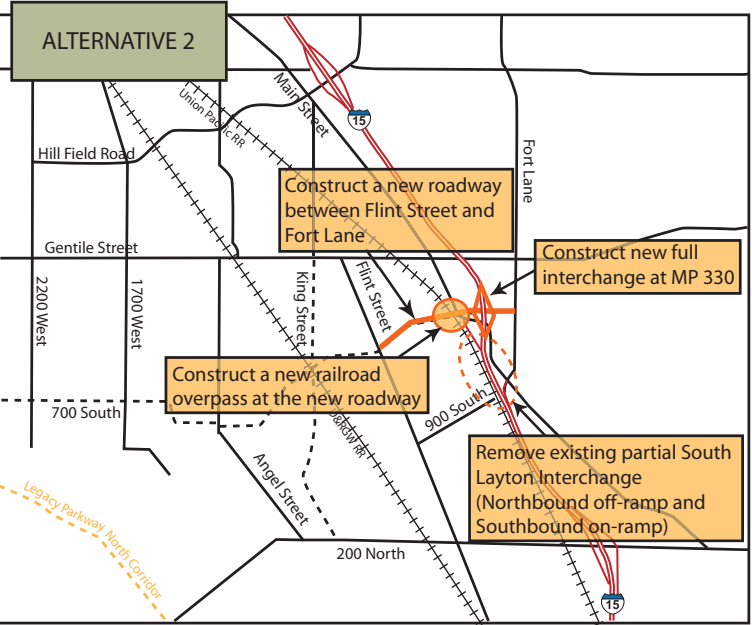 ALTERNATIVE 2
Main Street
Union Pacific RR
15
Hill Field Road
Fort Lane
Construct a new roadway
between Flint Street and
Fort Lane
Gentile Street
Construct new full
interchange at MP 330
2200 West
1700 West
King Street
Flint Street
Construct a new railroad
overpass at the new roadway
700 South
D&RGW RR
900 South
Remove existing partial South
Layton Interchange
(Northbound off-ramp and
Southbound on-ramp)
Angel Street
Legacy Parkway North Corridor
200 North
15